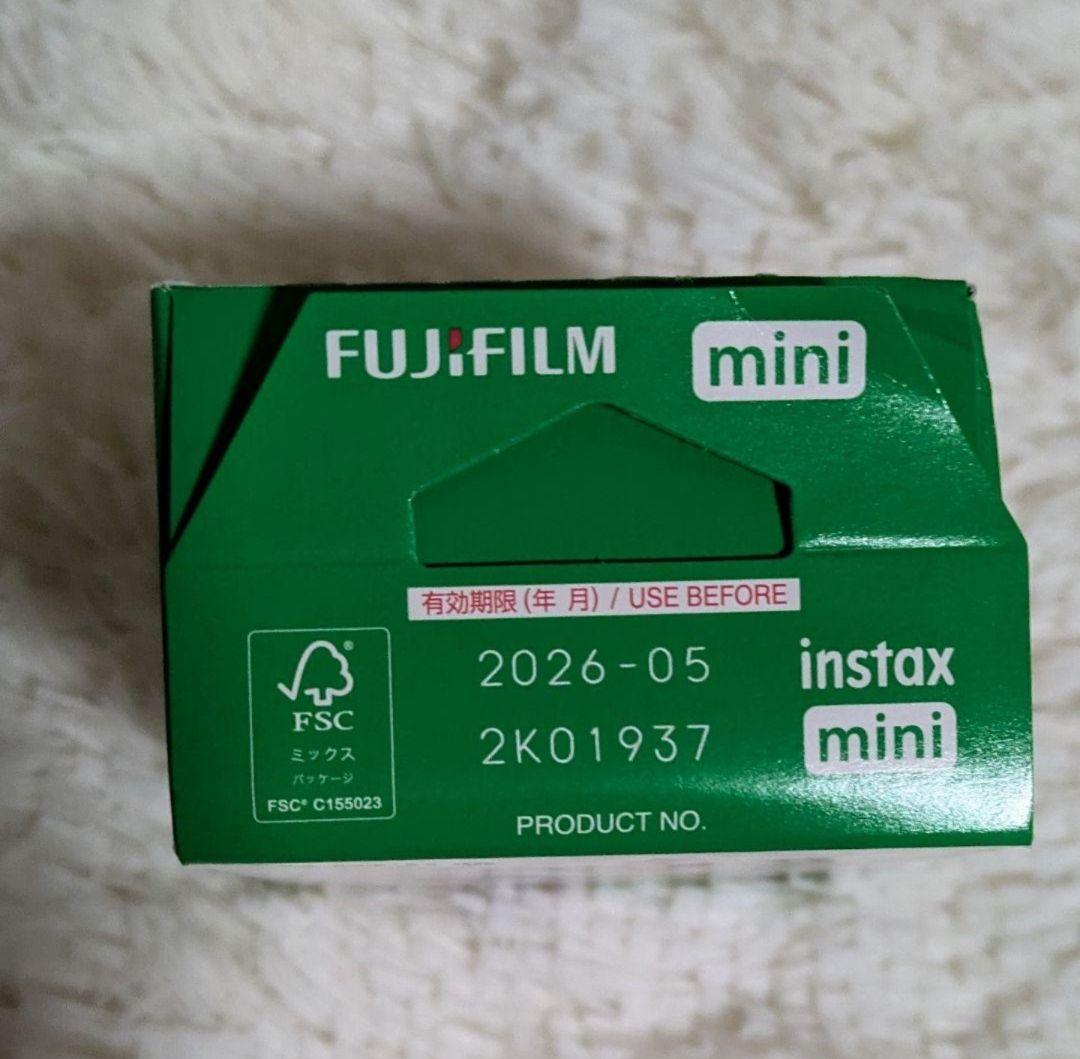 FUJIFILM
mini
有効期限(年 月) / USE BEFORE
2026-05
2K01937
PRODUCT NO.
instax
mini
FSC®
ミックス
パッケージ
FSC® C155023